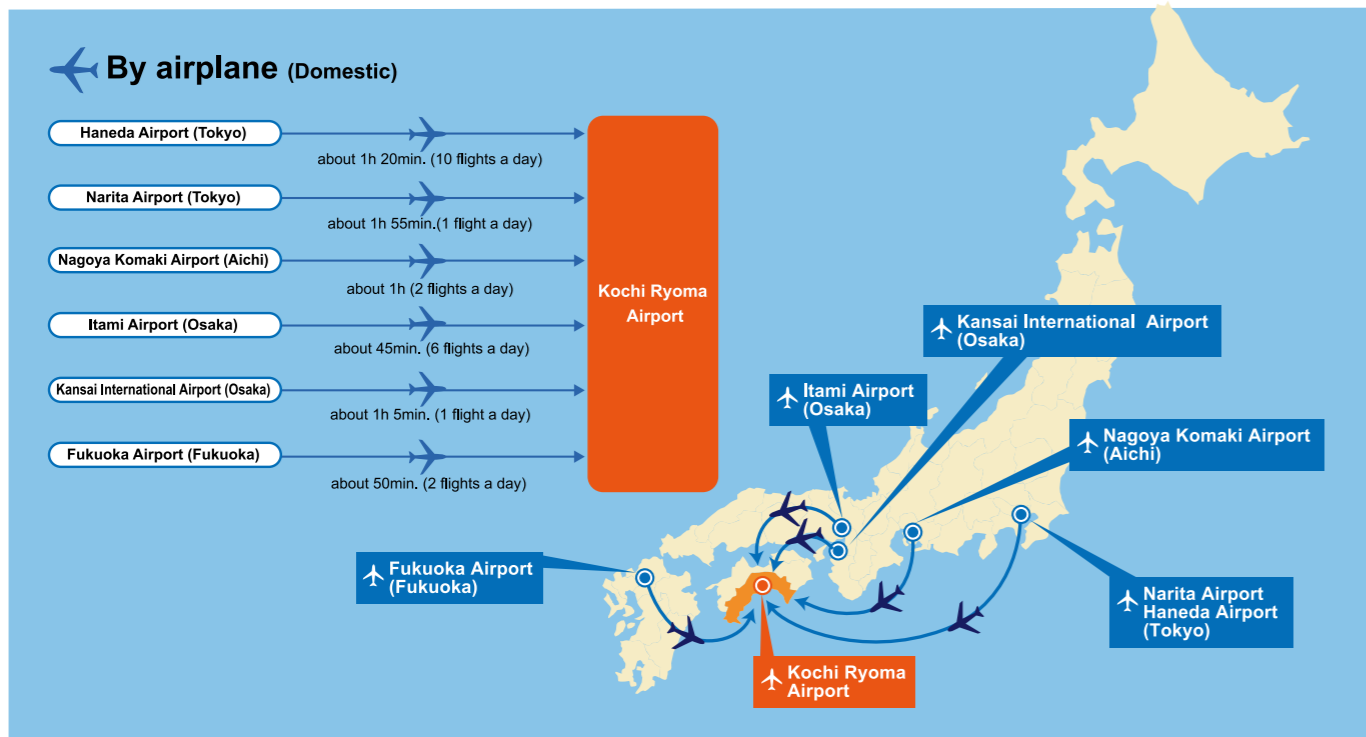 By airplane (Domestic)
Haneda Airport (Tokyo)
about 1h 20min. (10 flights a day)
Narita Airport (Tokyo)
about 1h 55min.(1 flight a day)
Nagoya Komaki Airport (Aichi)
about 1h (2 flights a day)
Itami Airport (Osaka)
about 45min. (6 flights a day)
Kansai International Airport (Osaka)
about 1h 5min. (1 flight a day)
Fukuoka Airport (Fukuoka)
about 50min. (2 flights a day)
Kochi Ryoma
Airport
Kansai International Airport
(Osaka)
Itami Airport
(Osaka)
Nagoya Komaki Airport
(Aichi)
Fukuoka Airport
(Fukuoka)
Narita Airport
Haneda Airport
(Tokyo)
Kochi Ryoma
Airport